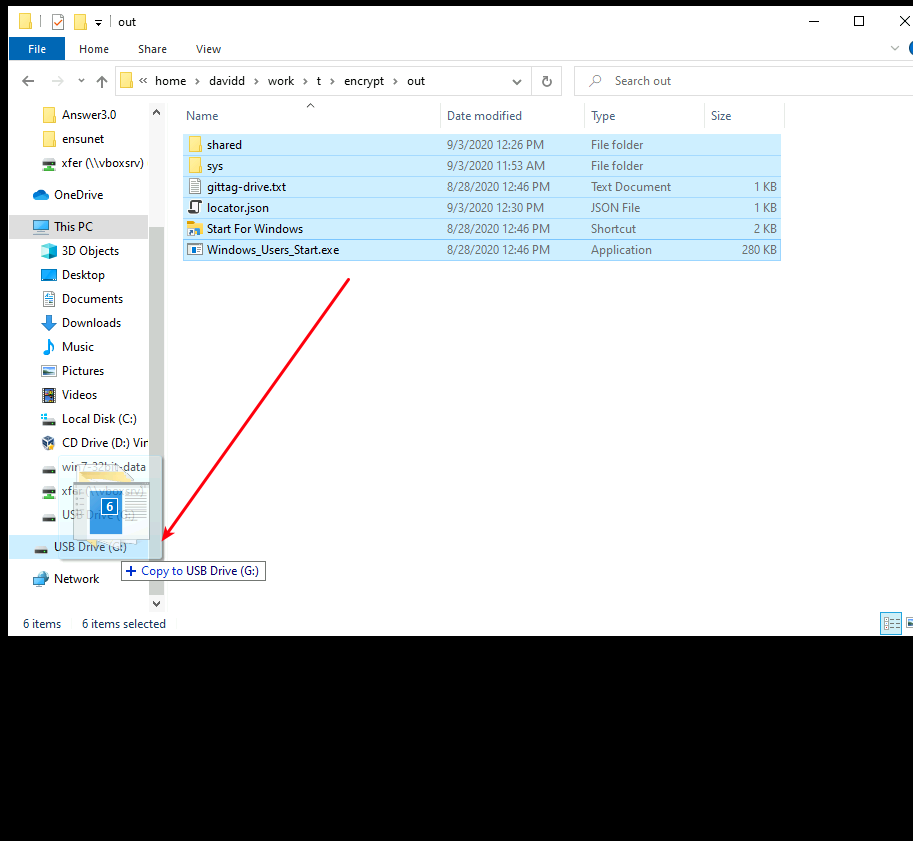 out
File Home Share View
« home › davidd › work › t › encrypt › out
Search out
Name Date modified Type Size
Answer3.0
ensunet
xfer (\\vboxsrv)
OneDrive
This PC
3D Objects
Desktop
Documents
Downloads
Music
Pictures
Videos
Local Disk (C:)
CD Drive (D:) Vir
win7-32bit-data
xfer (\\vboxsrv)
USB Drive (G:)
USB Drive (G:)
Network
shared 9/3/2020 12:26 PM File folder
sys 9/3/2020 11:53 AM File folder
gittag-drive.txt 8/28/2020 12:46 PM Text Document 1 KB
locator.json 9/3/2020 12:30 PM JSON File 1 KB
Start For Windows 8/28/2020 12:46 PM Shortcut 2 KB
Windows_Users_Start.exe 8/28/2020 12:46 PM Application 280 KB
6
+ Copy to USB Drive (G:)
6 items 6 items selected